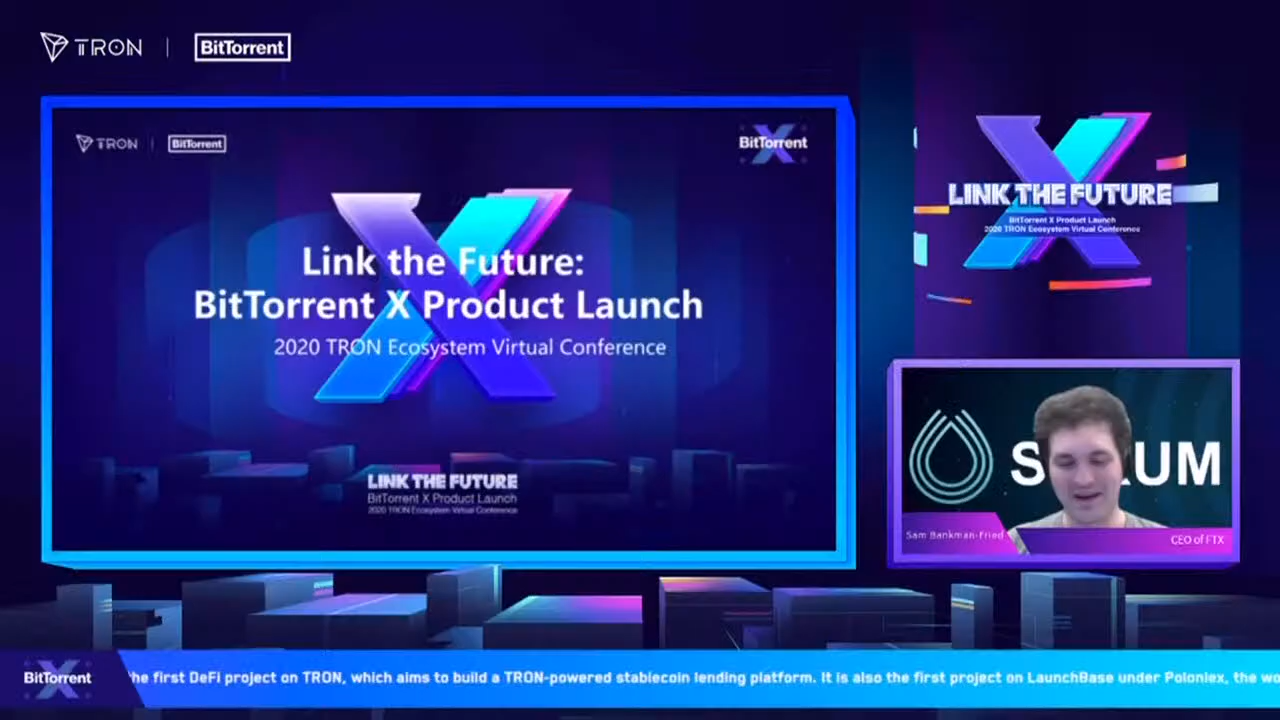 TRON | BitTorrent
TRON | BitTorrent
BitTorrent
Link the Future:
BitTorrent X Product Launch
2020 TRON Ecosystem Virtual Conference
LINK THE FUTURE
BitTorrent X Product Launch
2020 TRON Ecosystem Virtual Conference
LINK THE FUTURE
BitTorrent X Product Launch
2020 TRON Ecosystem Virtual Conference
Sam Bankman-Fried
CEO of FTX
BitTorrent
first DeFi project on TRON, which aims to build a TRON-powered stablecoin lending platform. It is also the first project on LaunchBase under Poloniex, the